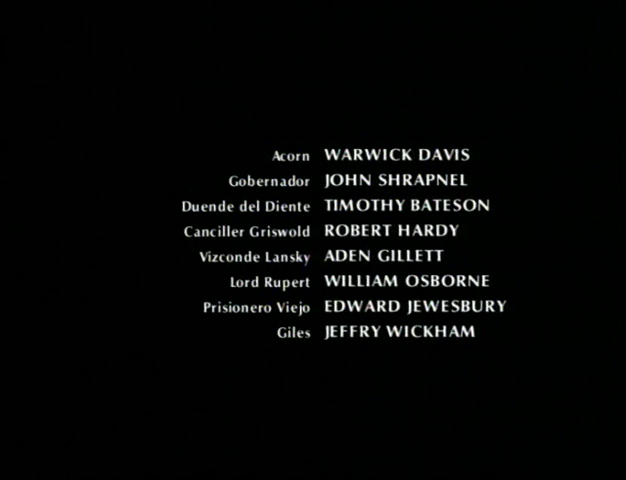 Acorn WARWICK DAVIS
Gobernador JOHN SHRAPNEL
Duende del Diente TIMOTHY BATESON
Canciller Griswold ROBERT HARDY
Vizconde Lansky ADEN GILLETT
Lord Rupert WILLIAM OSBORNE
Prisionero Viejo EDWARD JEWESBURY
Giles JEFFRY WICKHAM